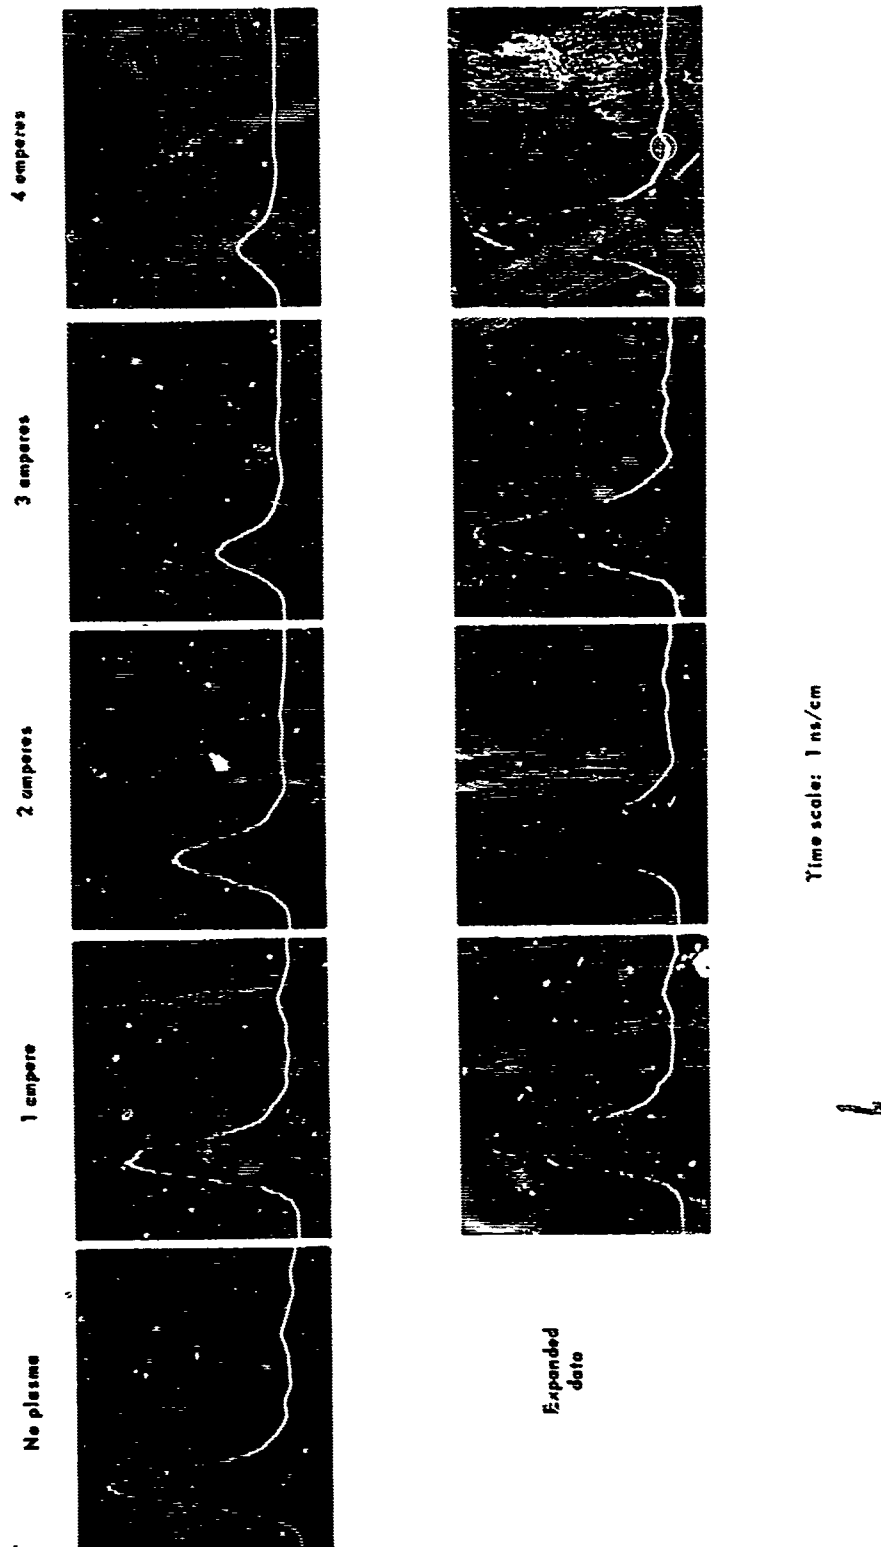 No plasma
1 ampere
2 amperes
3 amperes
4 amperes
Expanded
data
Time scale: 1 ns/cm